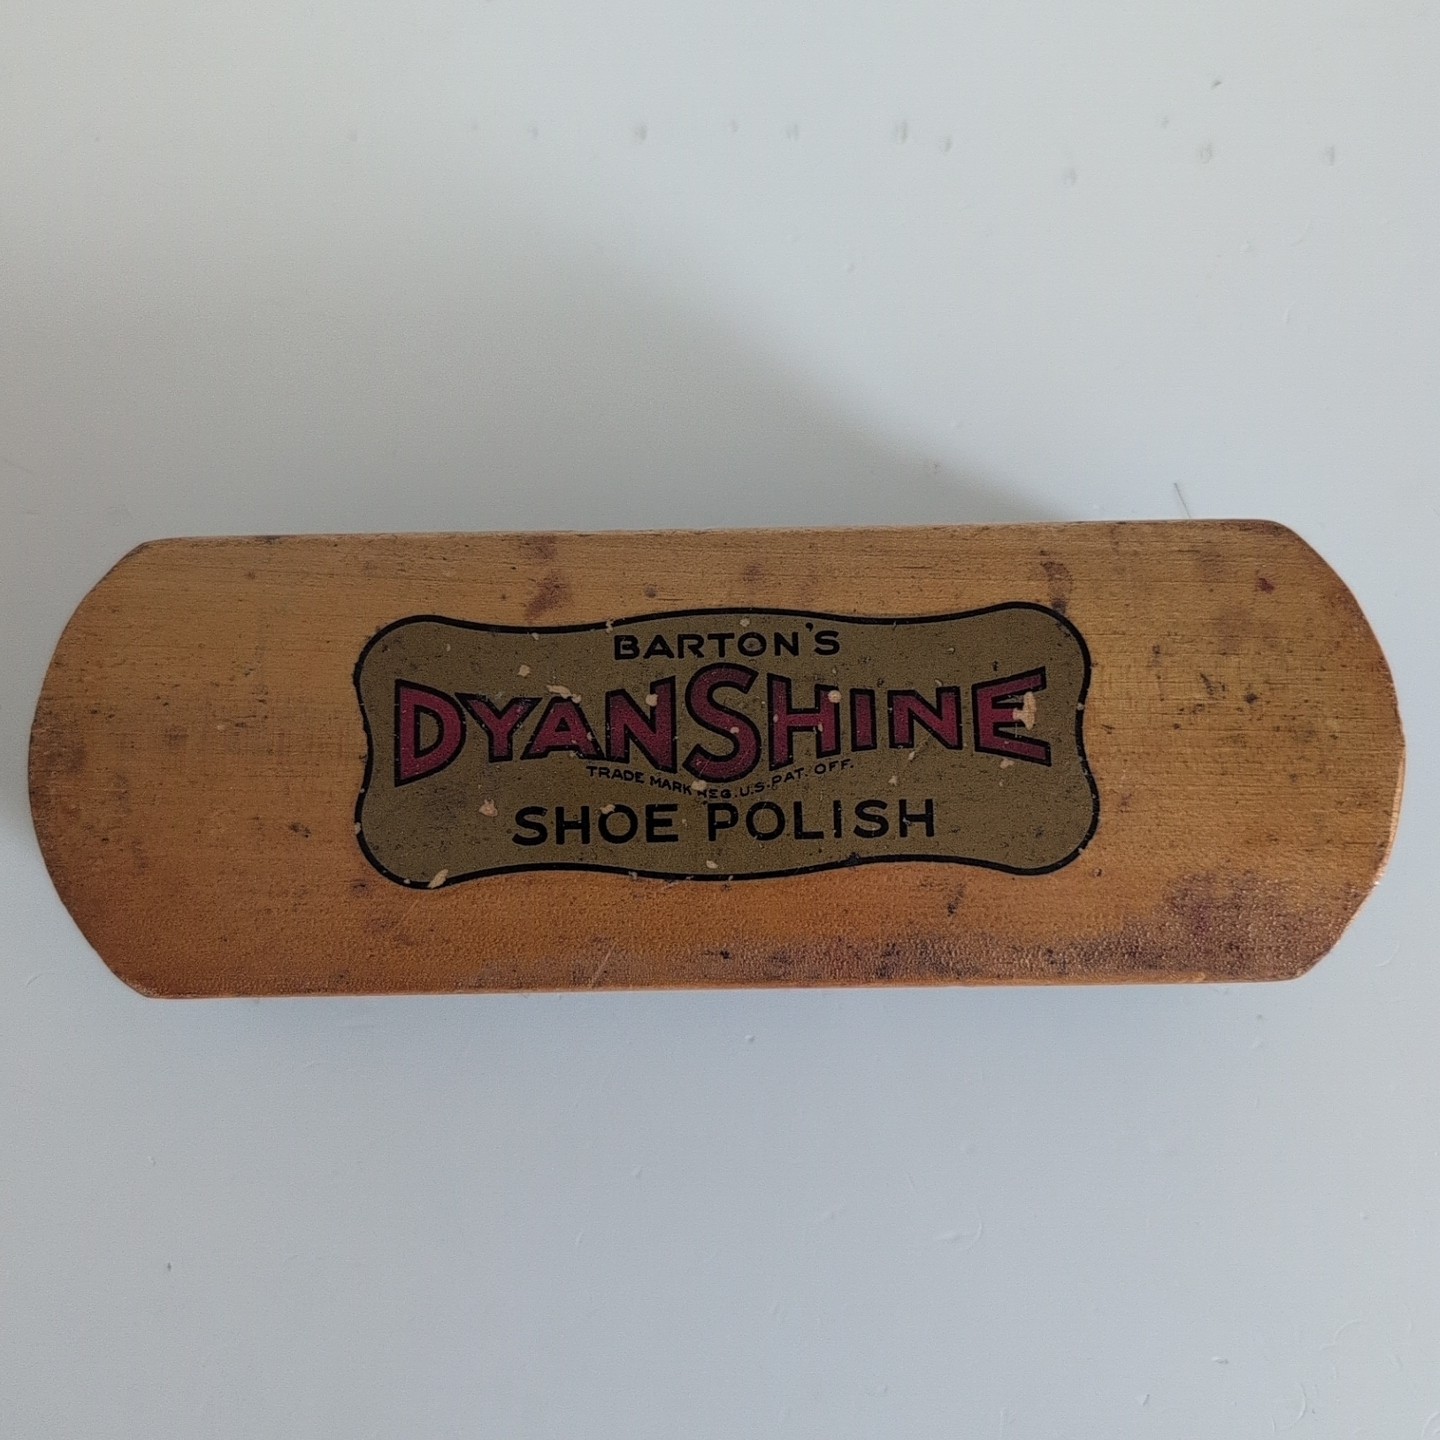 BARTON'S
DYANSHINE
TRADE MARK REG. U.S. PAT. OFF.
SHOE POLISH